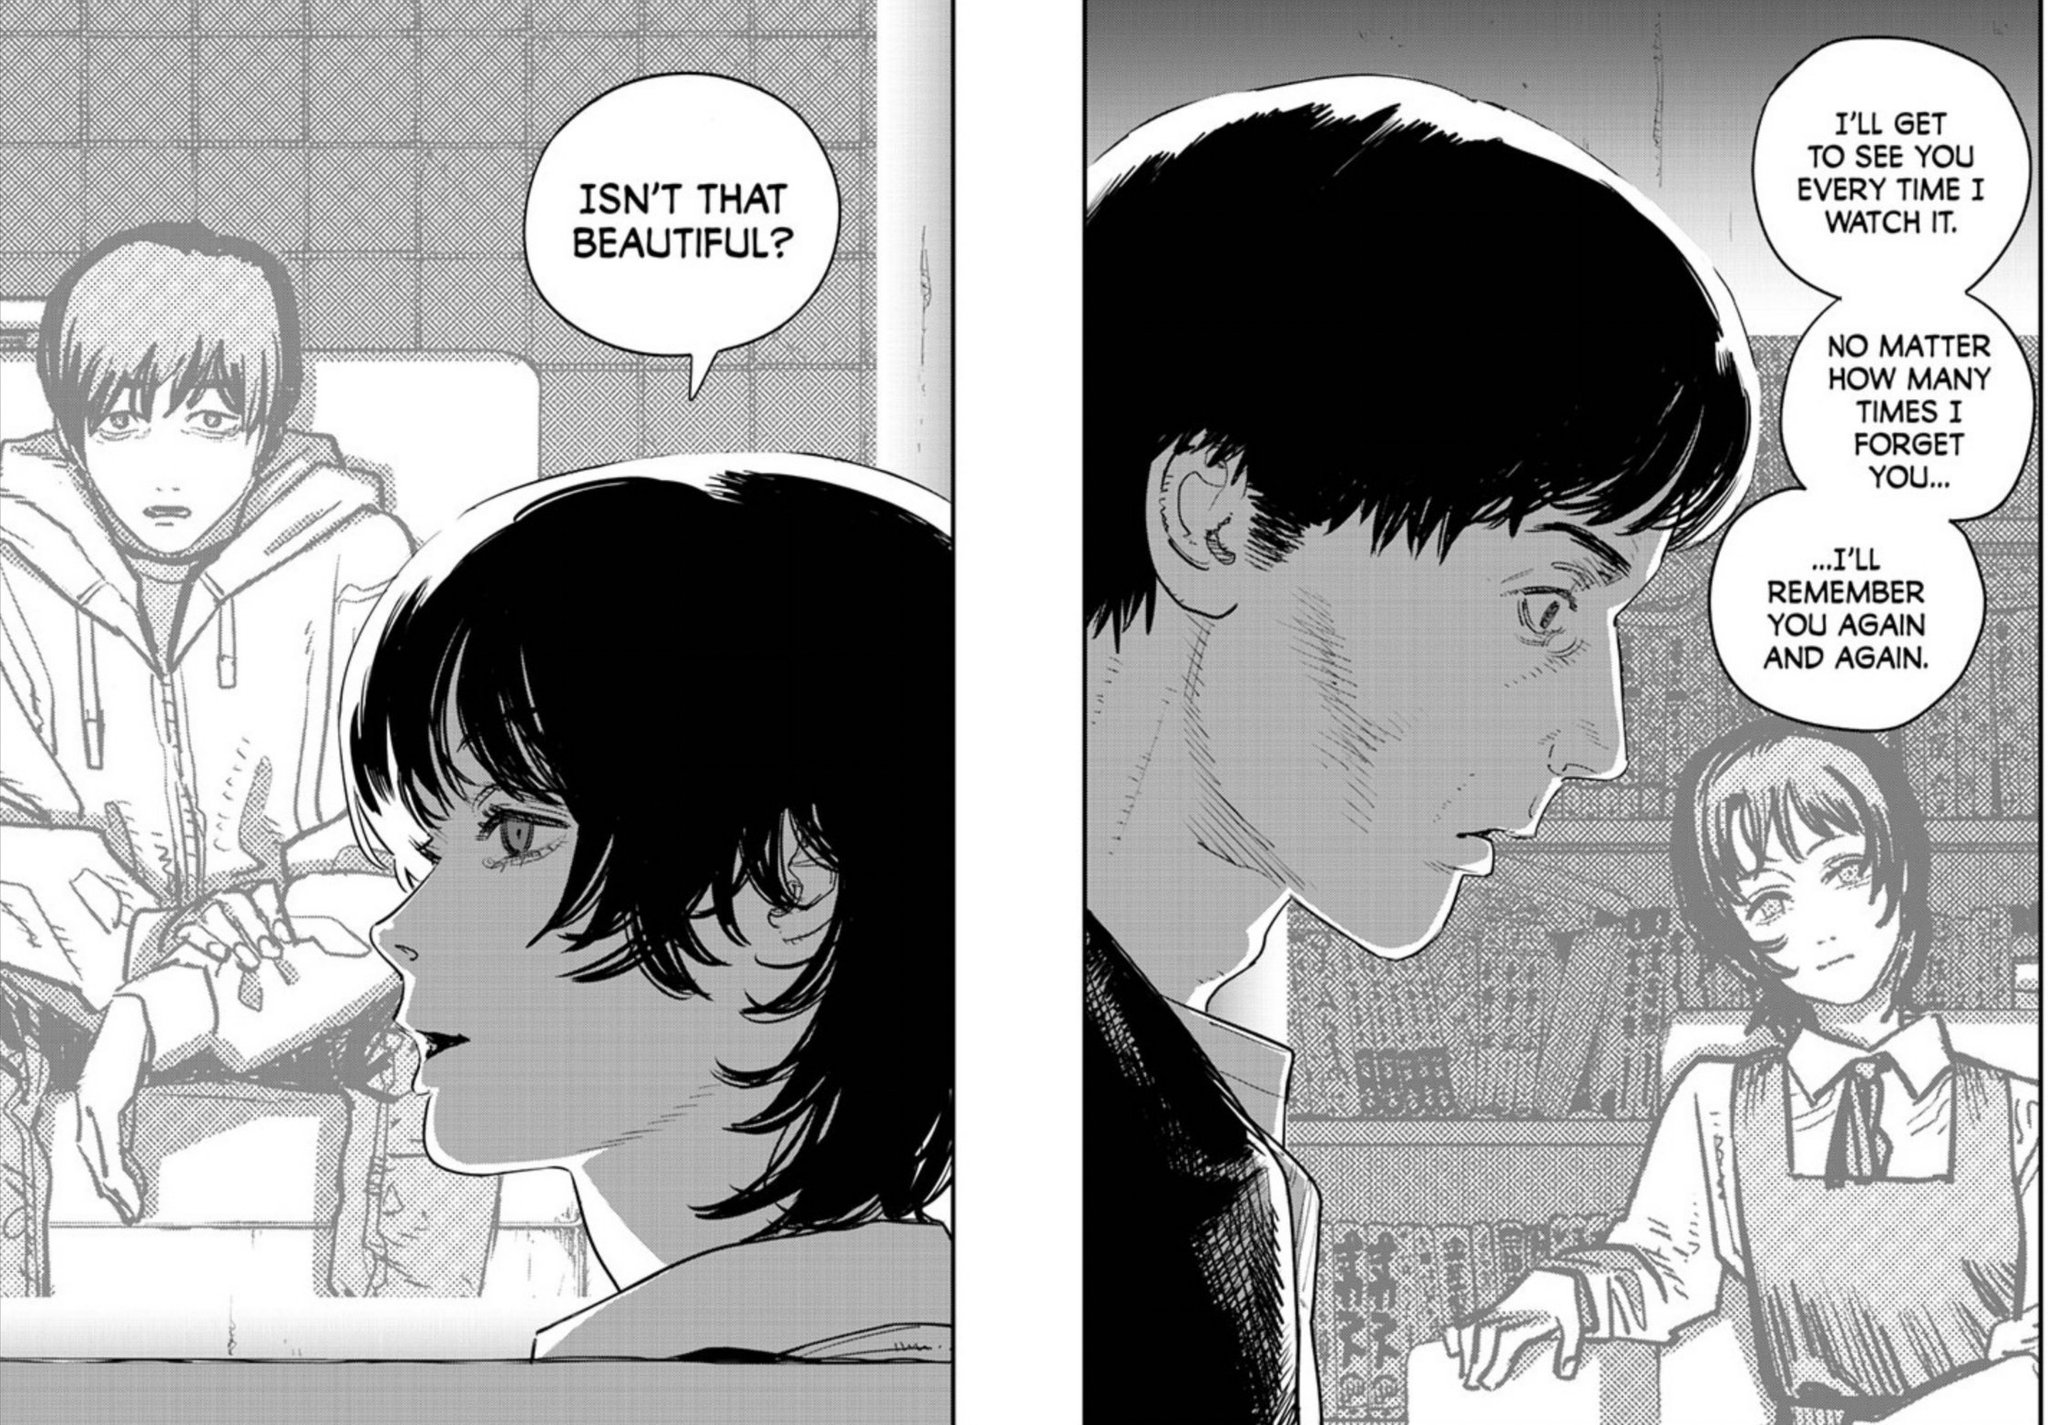 I'LL GET
TO SEE YOU
EVERY TIME I
WATCH IT.
NO MATTER
HOW MANY
TIMES I
FORGET
YOU...
...I'LL
REMEMBER
YOU AGAIN
AND AGAIN.
ISN'T THAT
BEAUTIFUL?